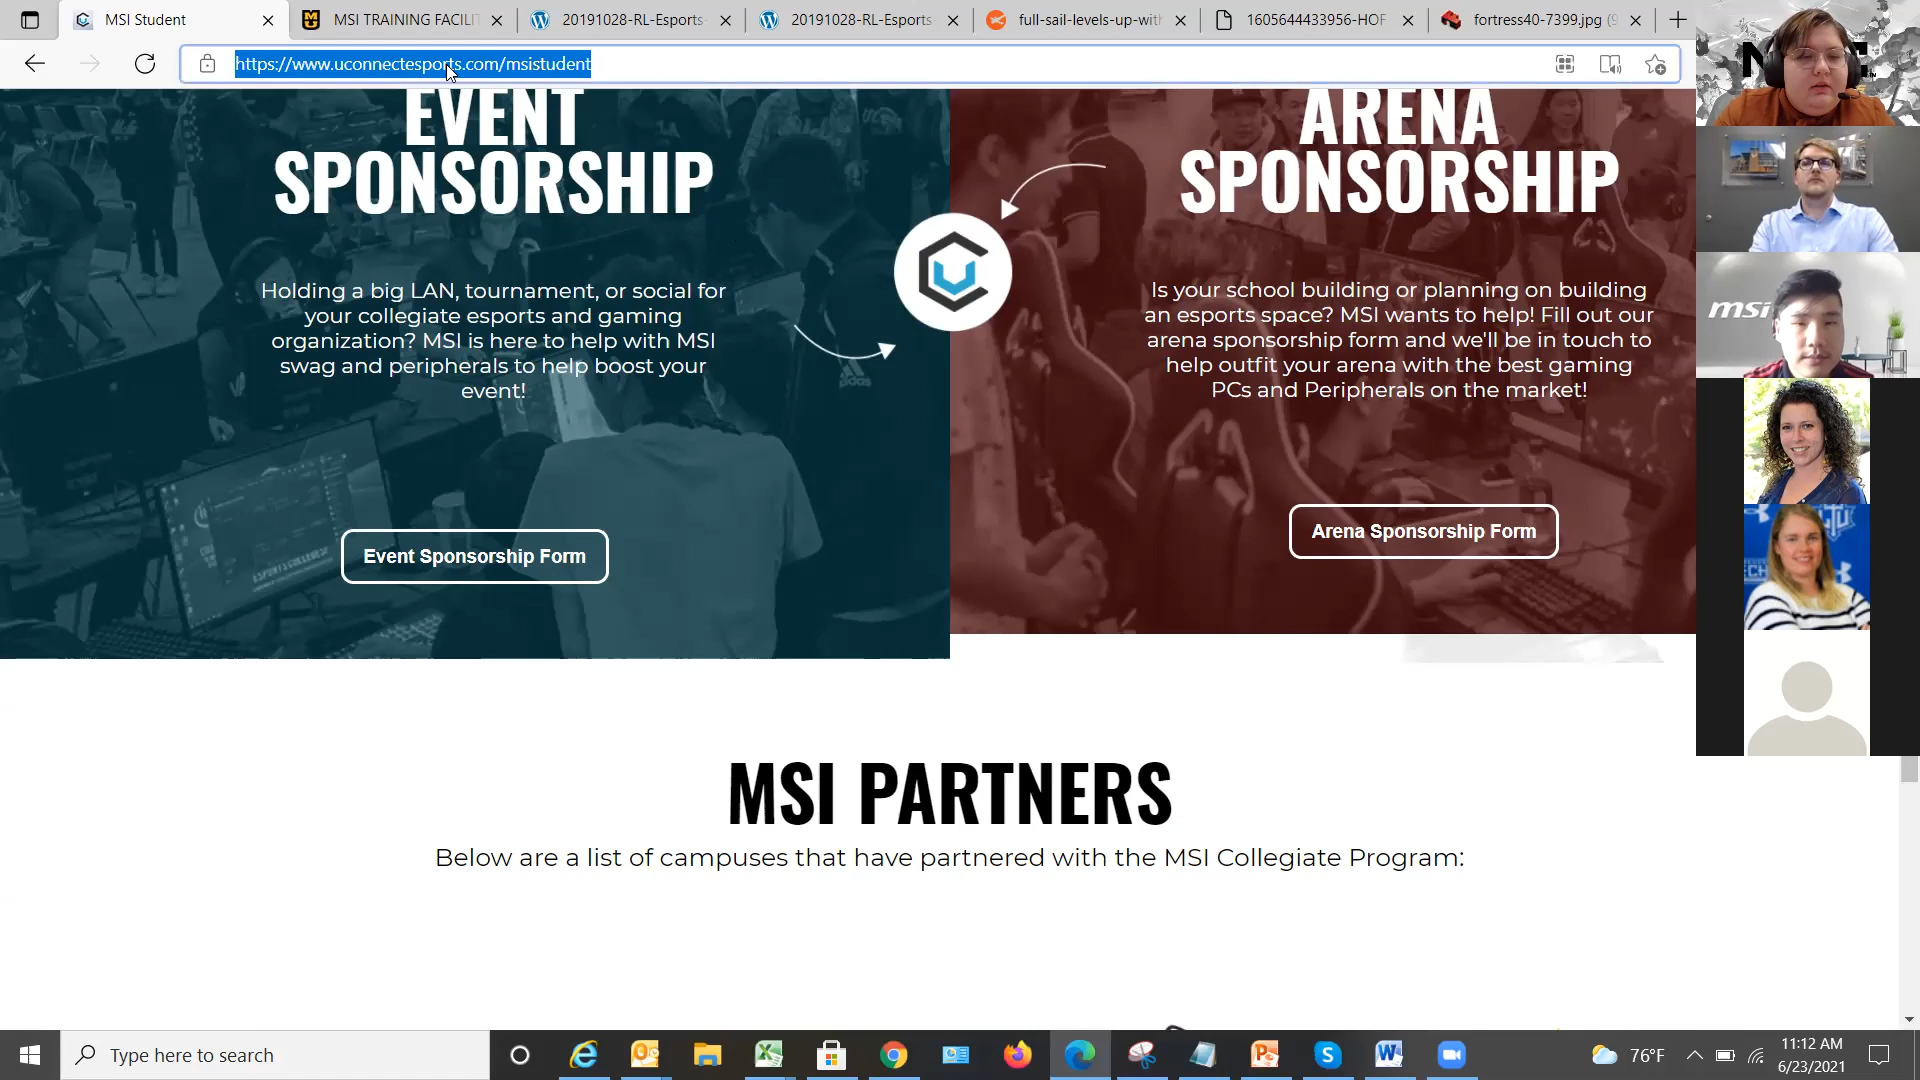 MSI Student
MSI TRAINING FACILIT
20191028-RL-Esports-
20191028-RL-Esports
full-sail-levels-up-with
1605644433956-HOF
fortress40-7399.jpg (9
https://www.uconnectesports.com/msistudent
EVENT
SPONSORSHIP
Holding a big LAN, tournament, or social for
your collegiate esports and gaming
organization? MSI is here to help with MSI
swag and peripherals to help boost your
event!
Event Sponsorship Form
ARENA
SPONSORSHIP
Is your school building or planning on building
an esports space? MSI wants to help! Fill out our
arena sponsorship form and we'll be in touch to
help outfit your arena with the best gaming
PCs and Peripherals on the market!
Arena Sponsorship Form
msi
MSI PARTNERS
Below are a list of campuses that have partnered with the MSI Collegiate Program:
Type here to search
76°F
11:12 AM
6/23/2021